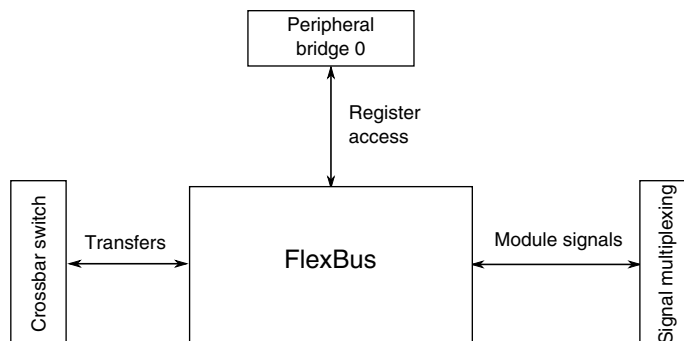 Peripheral
bridge 0
Register
access
Crossbar switch
Transfers
FlexBus
Module signals
Signal multiplexing